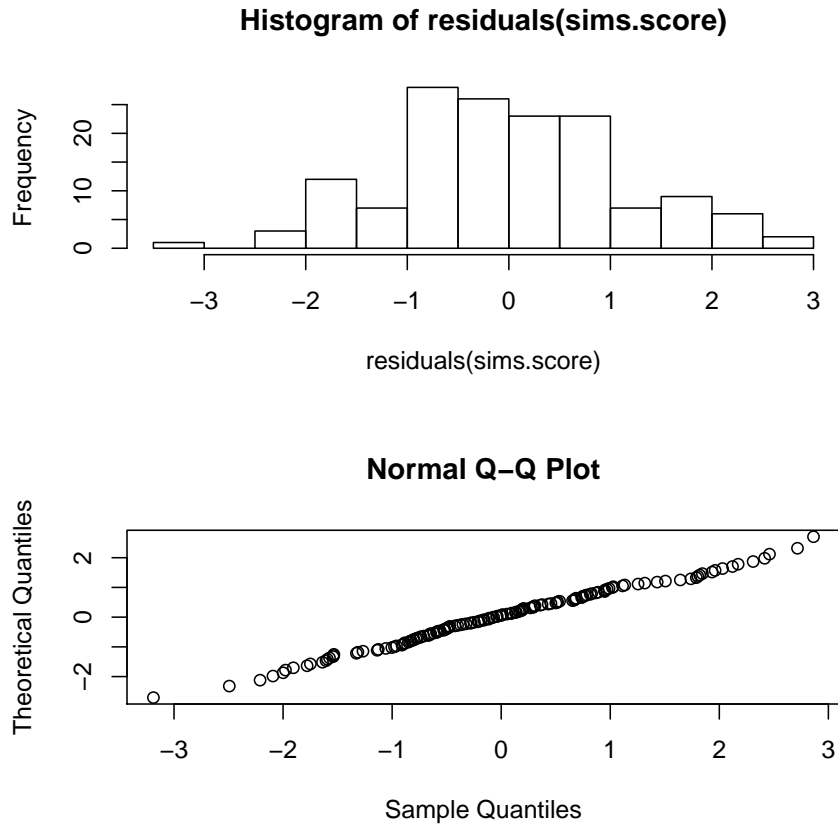 Histogram of residuals(sims.score)
Frequency
20
10
0
−3 −2 −1 0 1 2 3
residuals(sims.score)
Normal Q−Q Plot
Theoretical Quantiles
2
0
−2
−3 −2 −1 0 1 2 3
Sample Quantiles